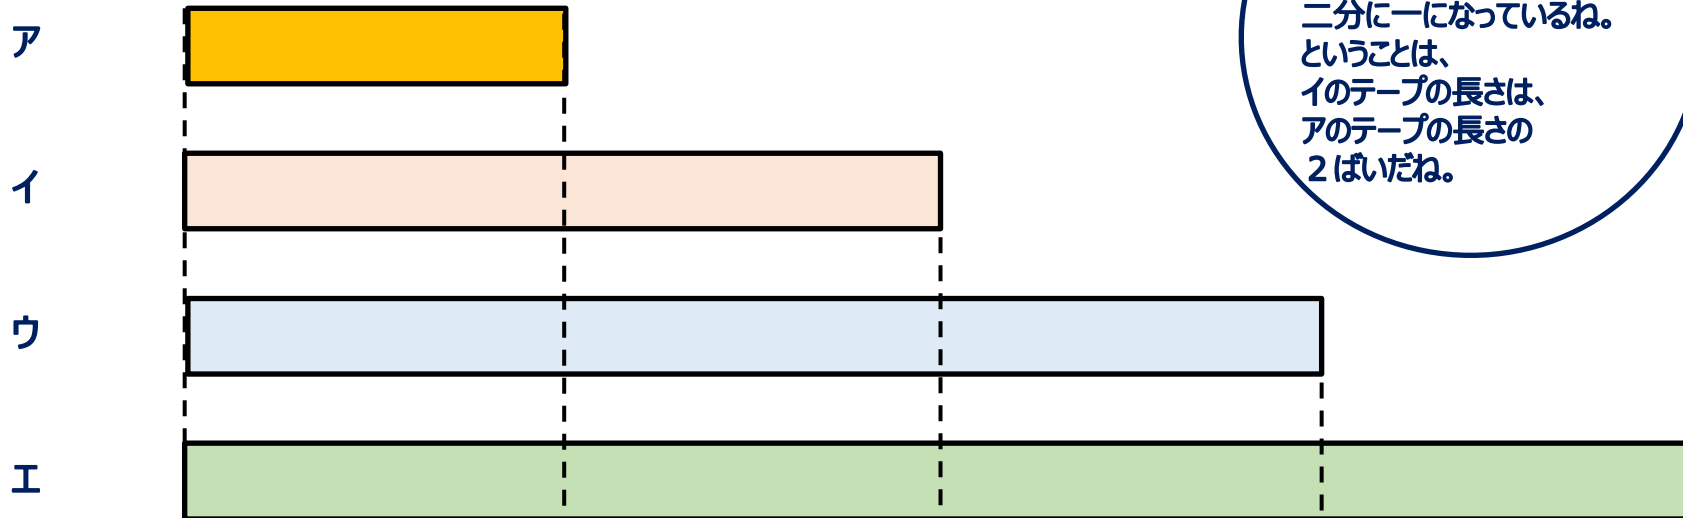 二分に一になっているね。
ということは、
イのテープの長さは、
アのテープの長さの
２ばいだね。
ア
イ
ウ
エ